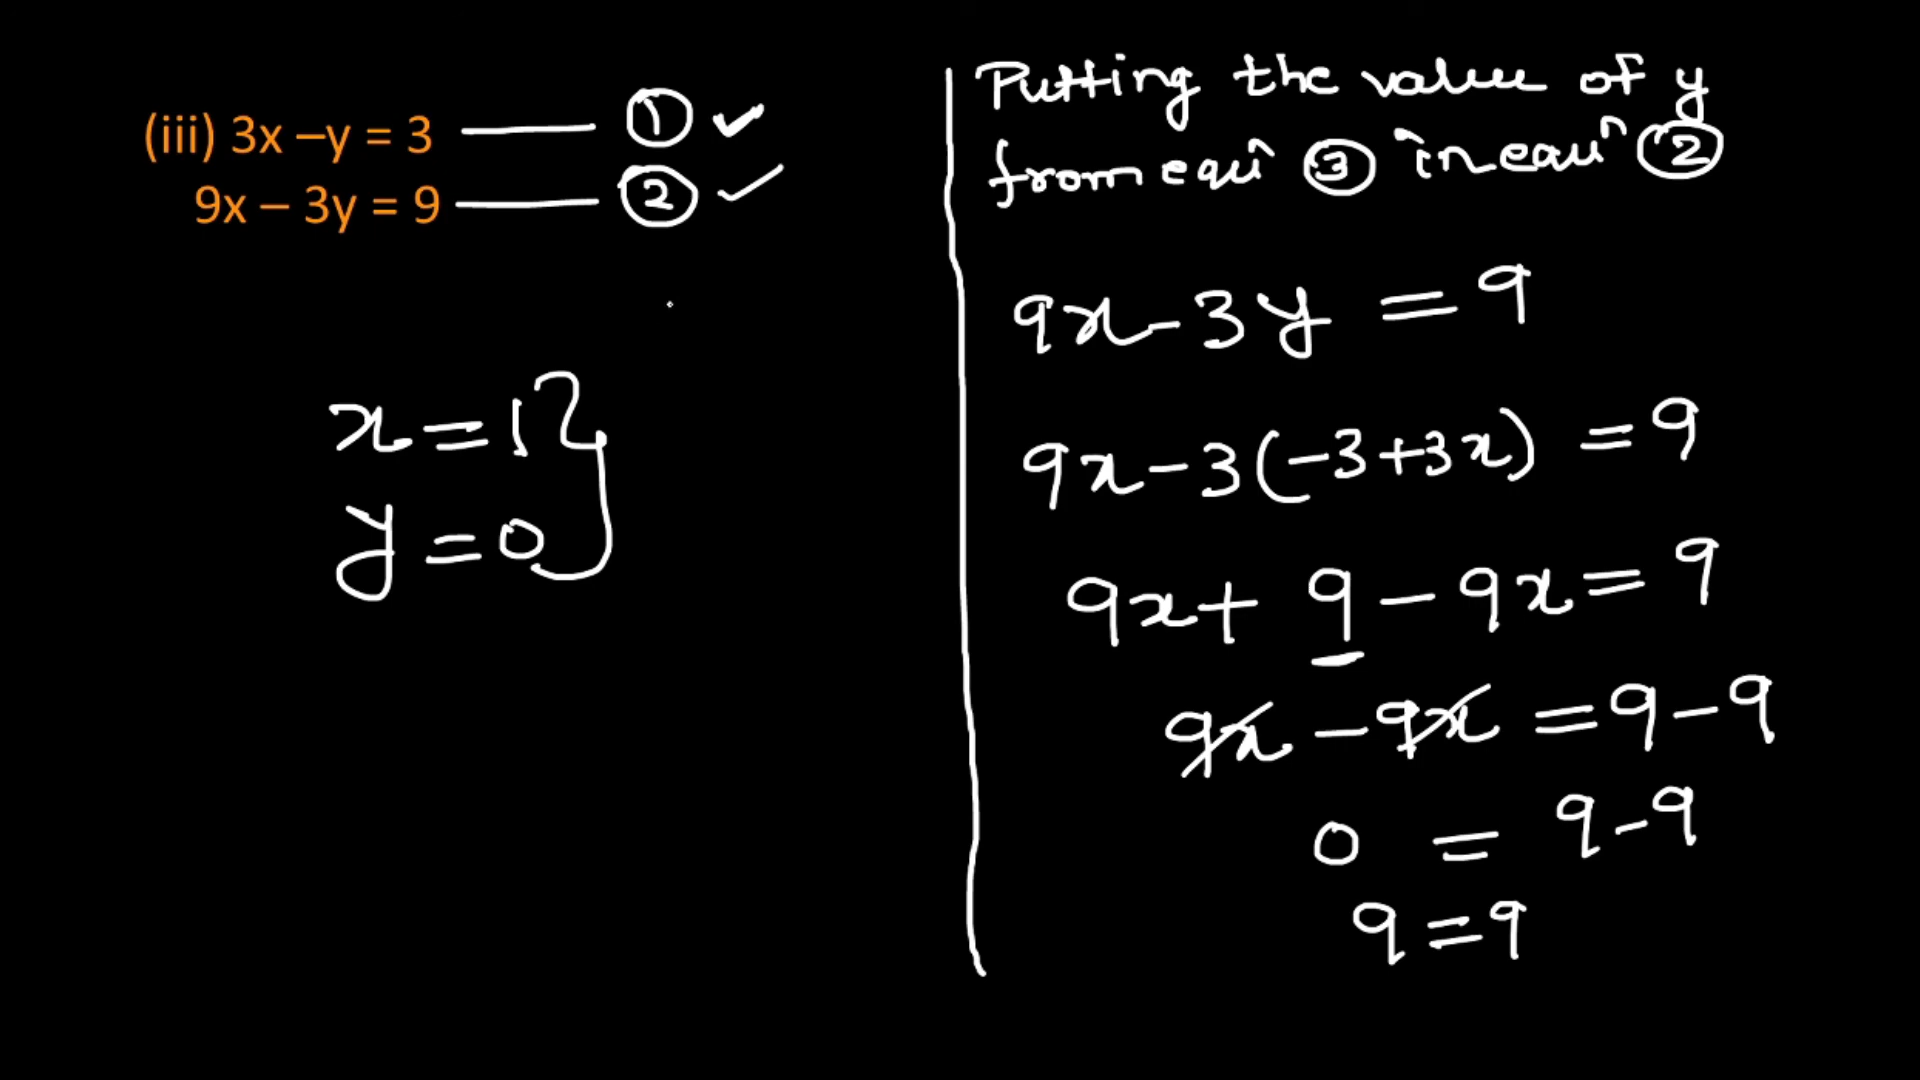 (iii) 3x –y = 3 —— ① ✓
9x – 3y = 9 —— ② ✓
x = 1 }
y = 0
Putting the value of y
from equⁿ ③ in equⁿ ②
9x - 3y = 9
9x - 3(-3+3x) = 9
9x + 9 - 9x = 9
9x - 9x = 9 - 9
0 = 9-9
9 = 9